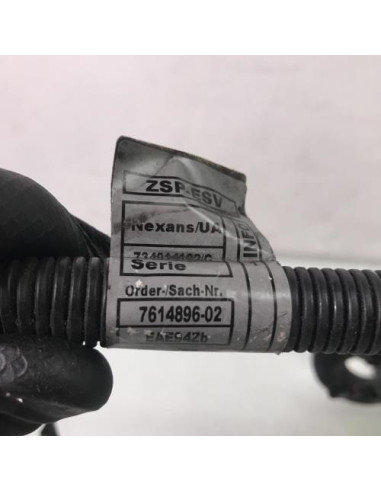 ZSP-ESV
Nexans/UA
Serie
Order-/Sach-Nr.
7614896-02